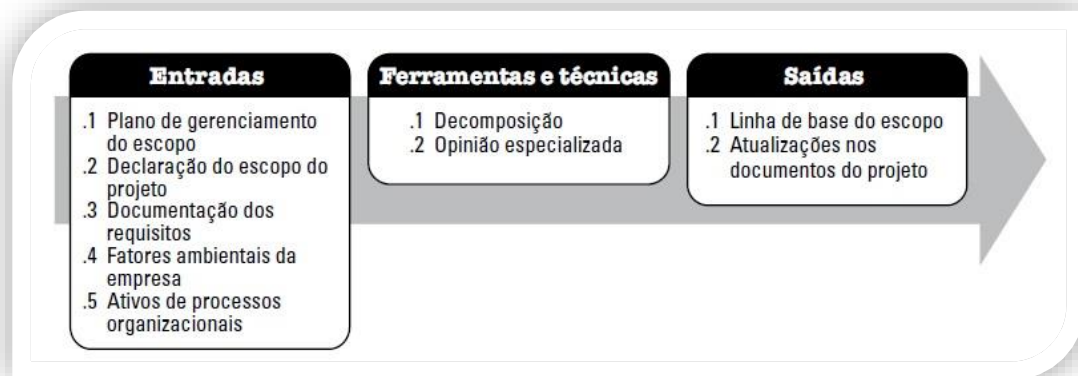 Entradas
.1 Plano de gerenciamento
do escopo
.2 Declaração do escopo do
projeto
.3 Documentação dos
requisitos
.4 Fatores ambientais da
empresa
.5 Ativos de processos
organizacionais
Ferramentas e técnicas
.1 Decomposição
.2 Opinião especializada
Saídas
.1 Linha de base do escopo
.2 Atualizações nos
documentos do projeto